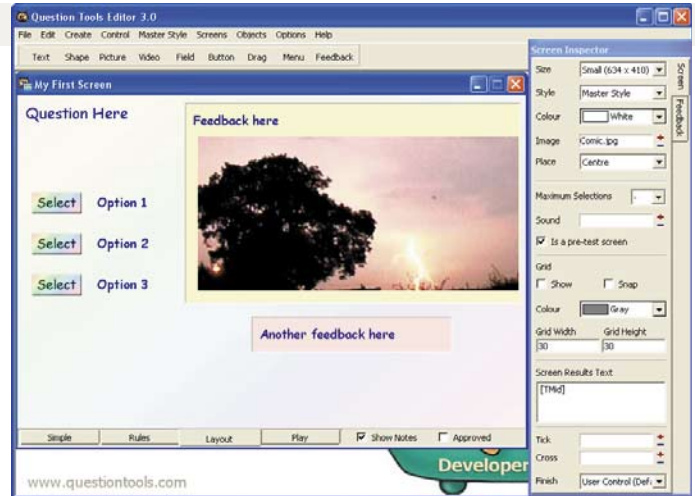 Question Tools Editor 3.0
File Edit Create Control Master Style Screens Objects Options Help
Text Shape Picture Video Field Button Drag Menu Feedback
My First Screen
Question Here
Feedback here
Select Option 1
Select Option 2
Select Option 3
Another feedback here
Simple Rules Layout Play Show Notes Approved
Developer
www.questiontools.com
Screen Inspector
Screen
Feedback
Size Small (634 x 410)
Style Master Style
Colour White
Image Comic.jpg
Place Centre
Maximum Selections -
Sound
Is a pre-test screen
Grid
Show Snap
Colour Gray
Grid Width Grid Height
30 30
Screen Results Text
[TMid]
Tick
Cross
Finish User Control (Def